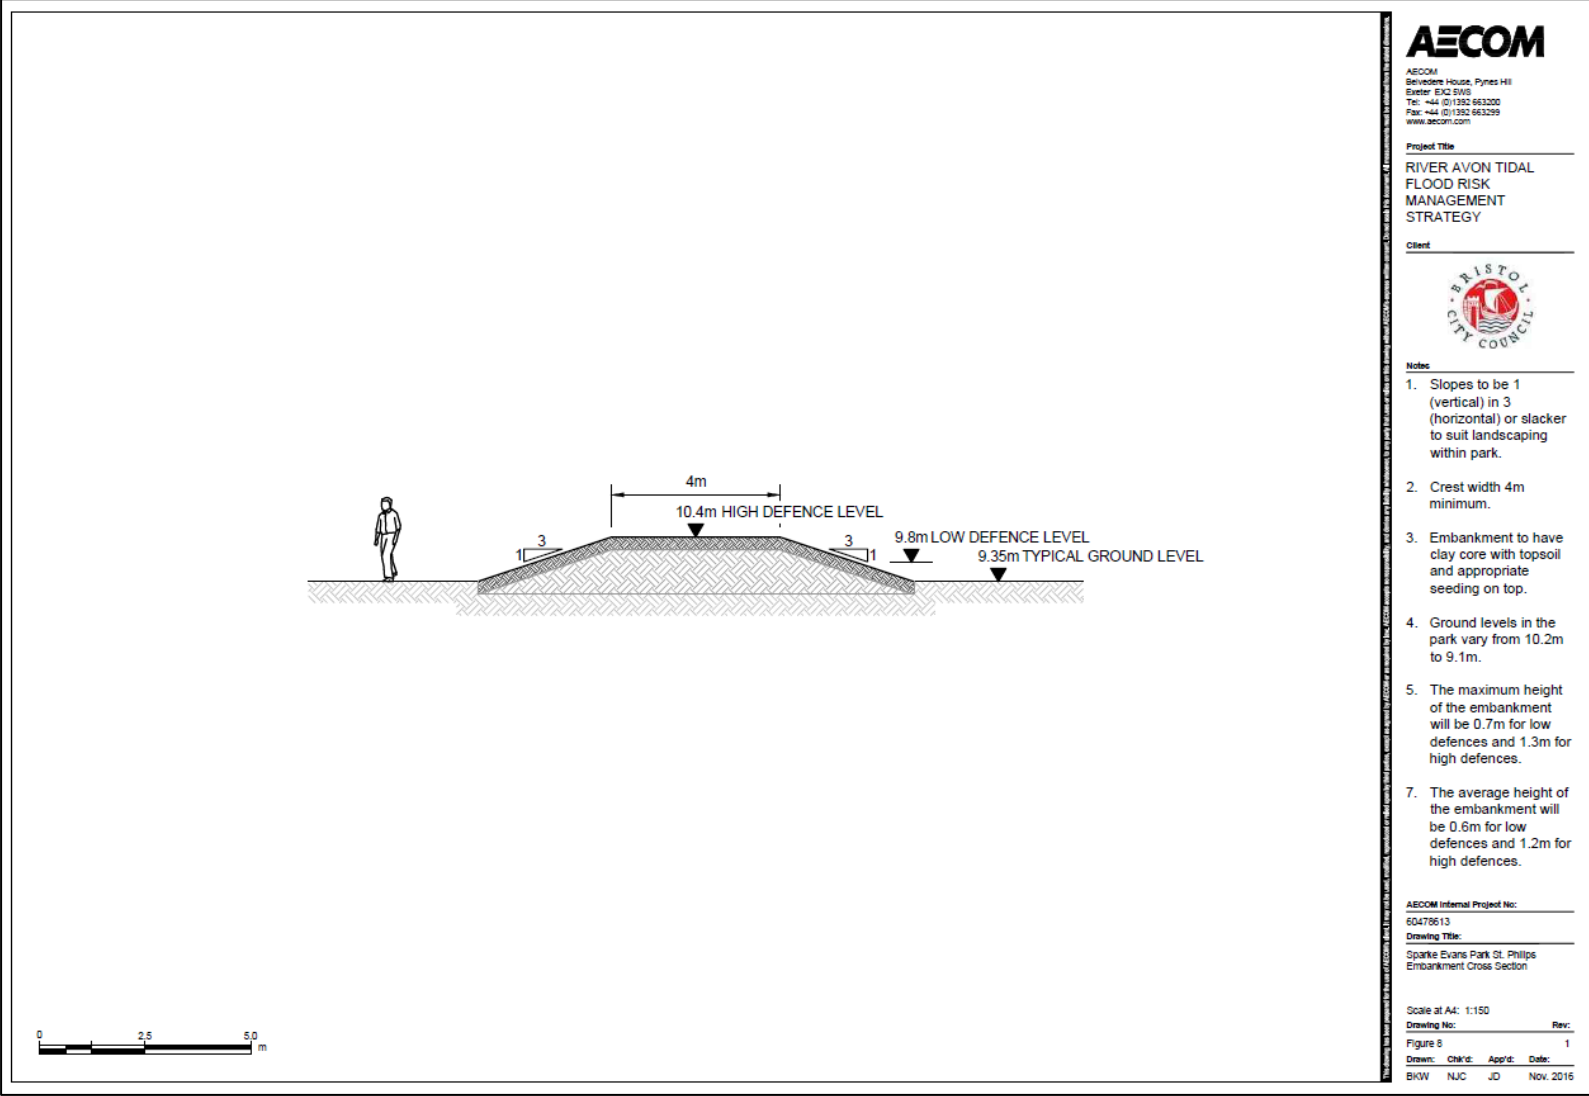 4m
10.4m HIGH DEFENCE LEVEL
9.8m LOW DEFENCE LEVEL
9.35m TYPICAL GROUND LEVEL
3
1
3
1
0
2.5
5.0
m
AECOM
AECOM
Belvedere House, Pynes Hill
Exeter EX2 5WS
Tel: +44 (0)1392 663200
Fax: +44 (0)1392 663299
www.aecom.com
Project Title
RIVER AVON TIDAL
FLOOD RISK
MANAGEMENT
STRATEGY
Client
BRISTOL
CITY COUNCIL
Notes
1. Slopes to be 1
(vertical) in 3
(horizontal) or slacker
to suit landscaping
within park.
2. Crest width 4m
minimum.
3. Embankment to have
clay core with topsoil
and appropriate
seeding on top.
4. Ground levels in the
park vary from 10.2m
to 9.1m.
5. The maximum height
of the embankment
will be 0.7m for low
defences and 1.3m for
high defences.
7. The average height of
the embankment will
be 0.6m for low
defences and 1.2m for
high defences.
AECOM Internal Project No:
60478613
Drawing Title:
Sparke Evans Park St. Philips
Embankment Cross Section
Scale at A4: 1:150
Drawing No: Rev:
Figure 8 1
Drawn: Chk'd: App'd: Date:
BKW NJC JD Nov. 2016